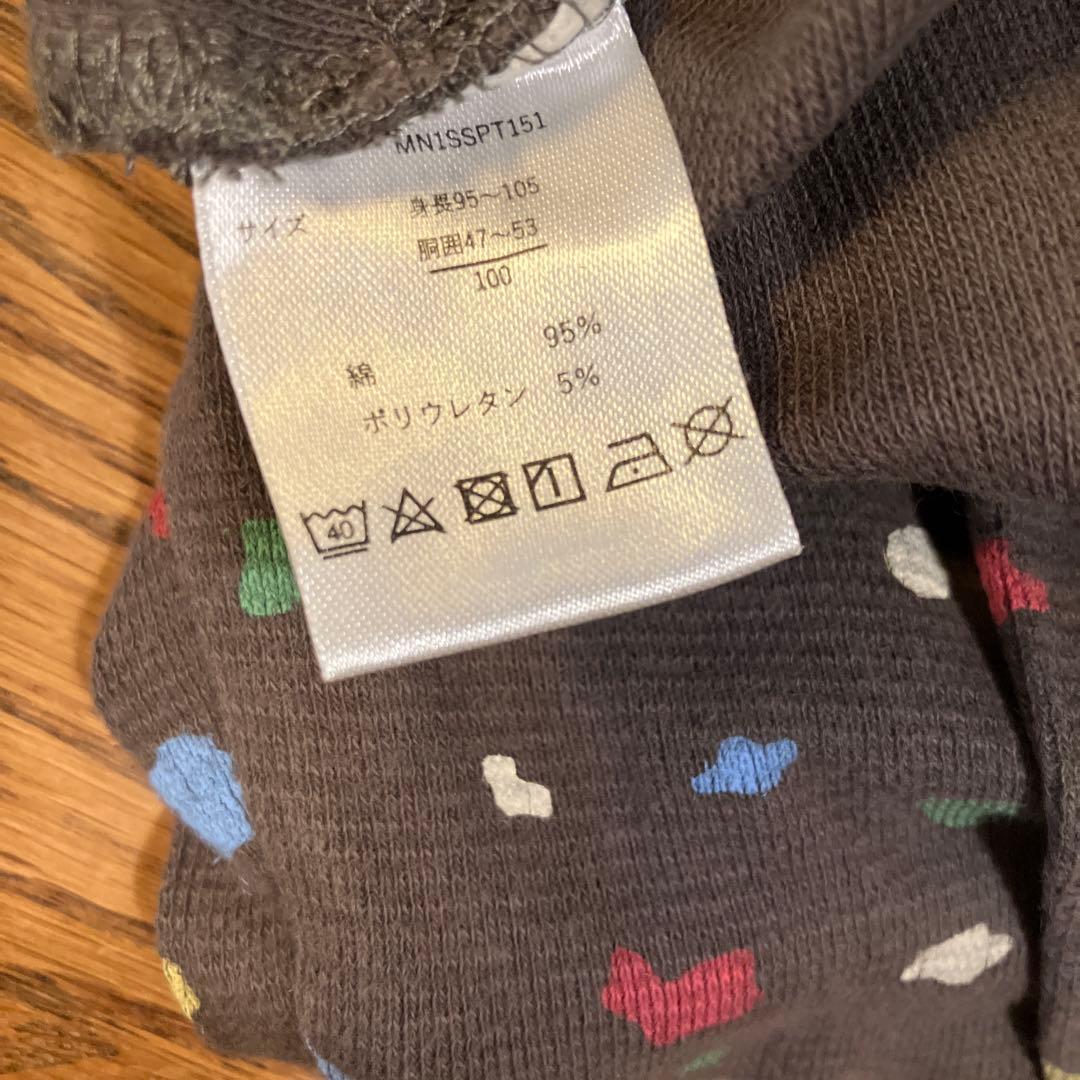 MN1SSPT151
サイズ 身長95～105
胴囲47～53
100
綿 95%
ポリウレタン 5%
40